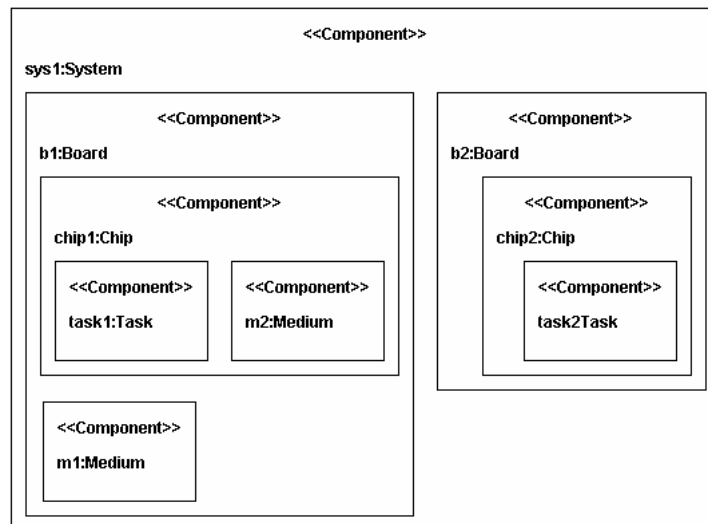 <<Component>>
sys1:System
<<Component>>
b1:Board
<<Component>>
chip1:Chip
<<Component>>
task1:Task
<<Component>>
m2:Medium
<<Component>>
m1:Medium
<<Component>>
b2:Board
<<Component>>
chip2:Chip
<<Component>>
task2Task